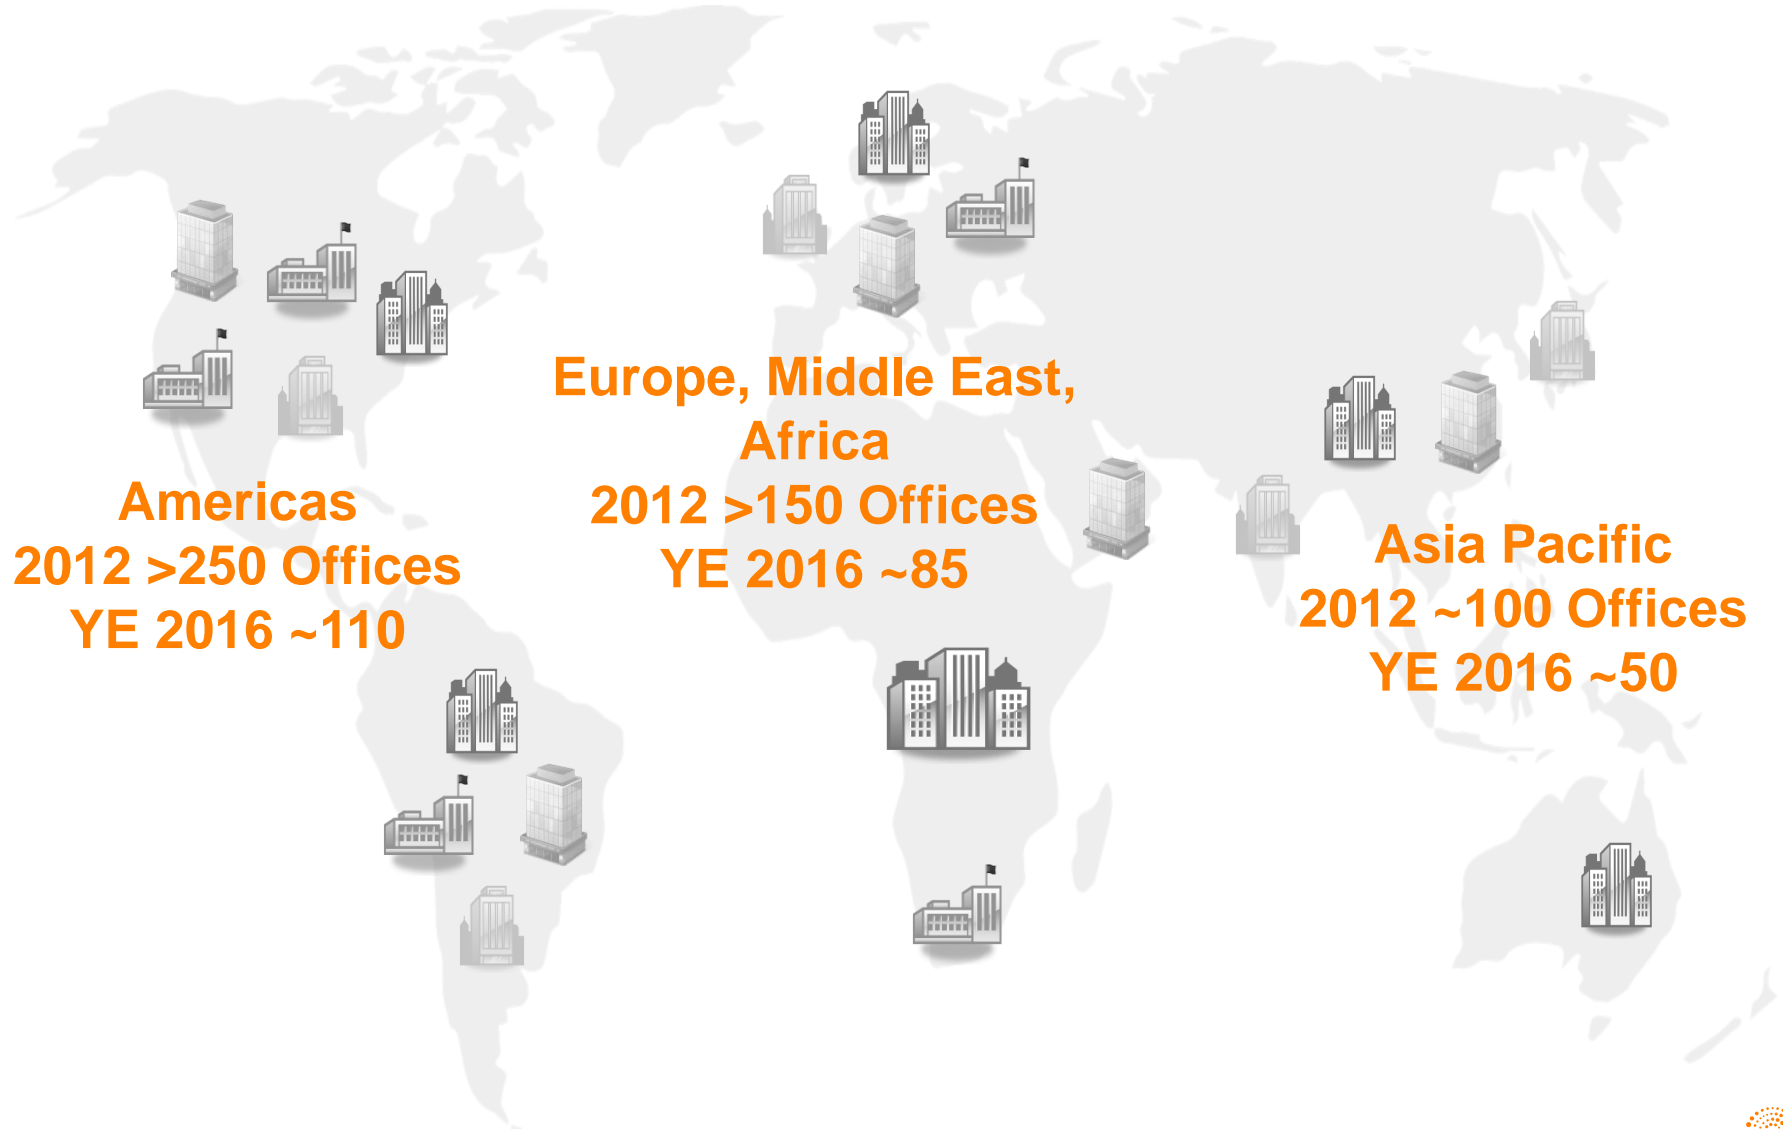 Americas
2012 >250 Offices
YE 2016 ~110
Europe, Middle East,
Africa
2012 >150 Offices
YE 2016 ~85
Asia Pacific
2012 ~100 Offices
YE 2016 ~50